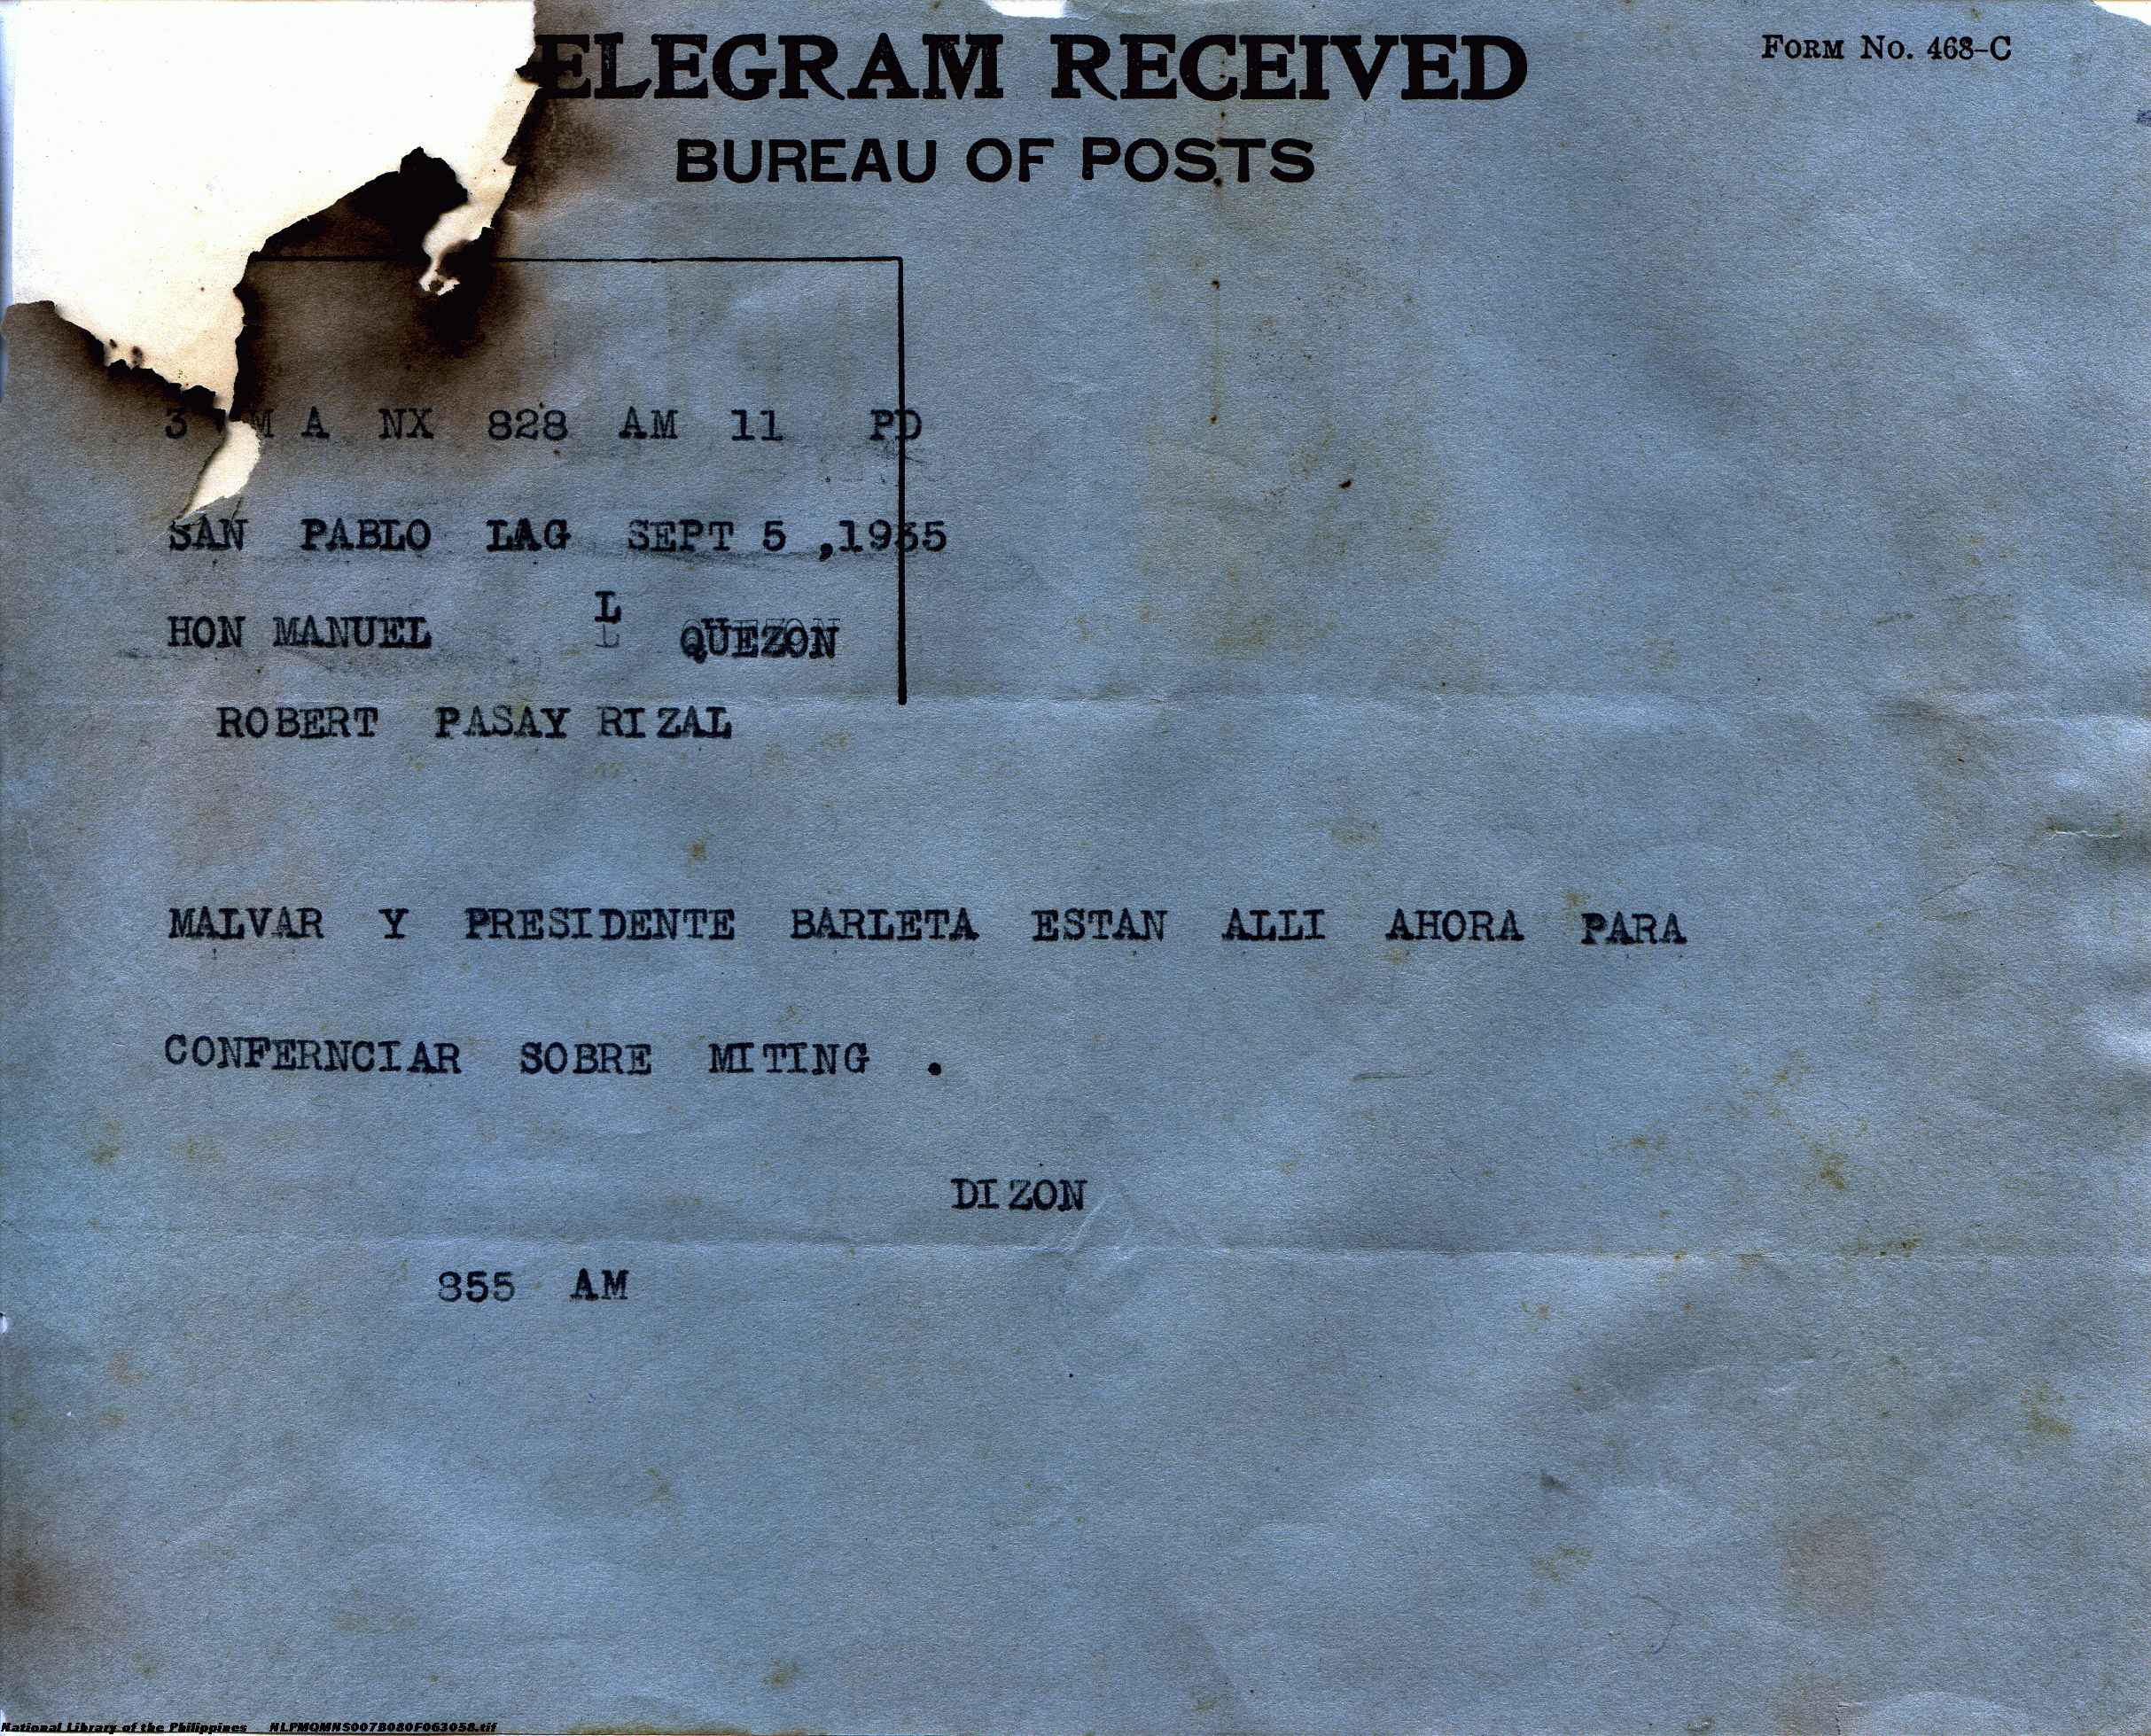 FORM NO. 468-C
ELEGRAM RECEIVED
BUREAU OF POSTS
3 M A NX 828 AM 11 PD
SAN PABLO LAG SEPT 5 ,1935
HON MANUEL L QUEZON
ROBERT PASAY RIZAL
MALVAR Y PRESIDENTE BARLETA ESTAN ALLI AHORA PARA
CONFERNCIAR SOBRE MITING .
DIZON
855 AM
National Library of the Philippines NLPMQMNS007B080F063058.tif